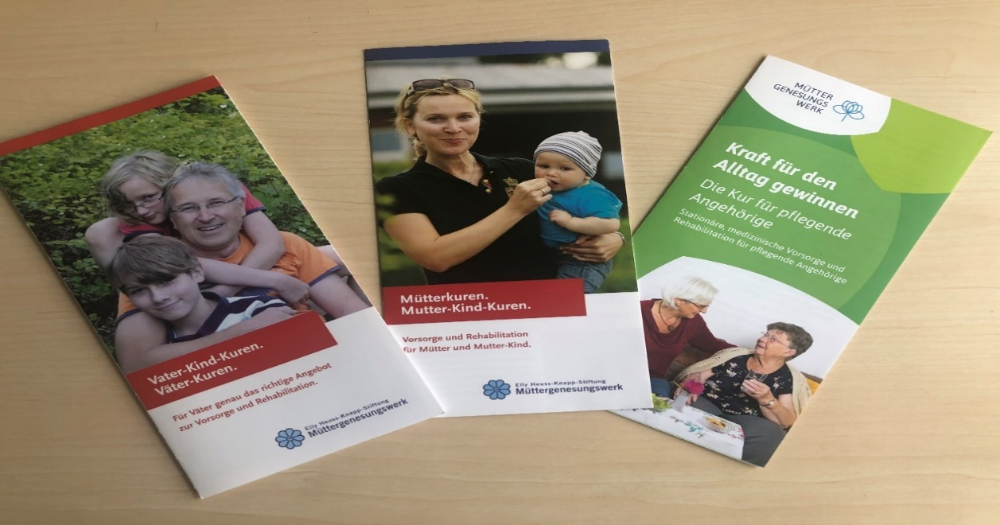 Vater-Kind-Kuren.
Väter-Kuren.
Für Väter genau das richtige Angebot
zur Vorsorge und Rehabilitation.
Elly Heuss-Knapp-Stiftung
Müttergenesungswerk
Mütterkuren.
Mutter-Kind-Kuren.
Vorsorge und Rehabilitation
für Mütter und Mutter-Kind.
Elly Heuss-Knapp-Stiftung
Müttergenesungswerk
MÜTTER
GENESUNGS
WERK
Kraft für den
Alltag gewinnen
Die Kur für pflegende
Angehörige
Stationäre, medizinische Vorsorge und
Rehabilitation für pflegende Angehörige